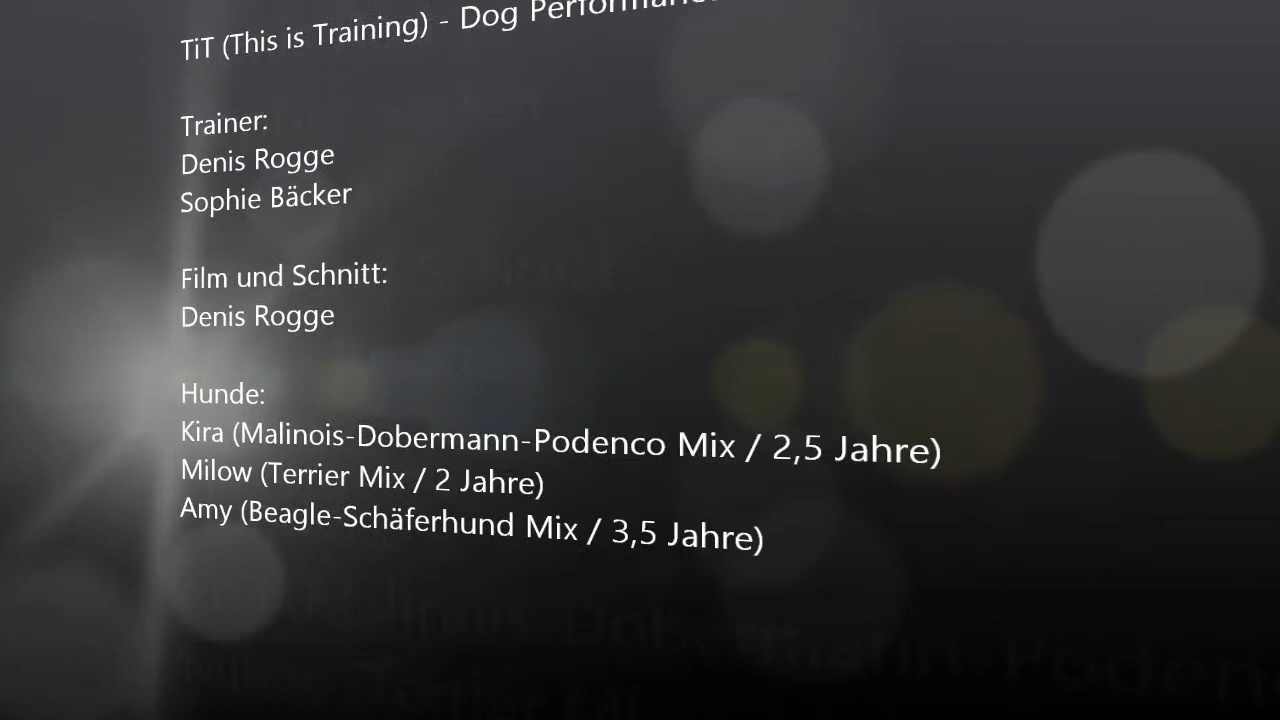 TiT (This is Training) - Dog
Trainer:
Denis Rogge
Sophie Bäcker
Film und Schnitt:
Denis Rogge
Hunde:
Kira (Malinois-Dobermann-Podenco Mix / 2,5 Jahre)
Milow (Terrier Mix / 2 Jahre)
Amy (Beagle-Schäferhund Mix / 3,5 Jahre)